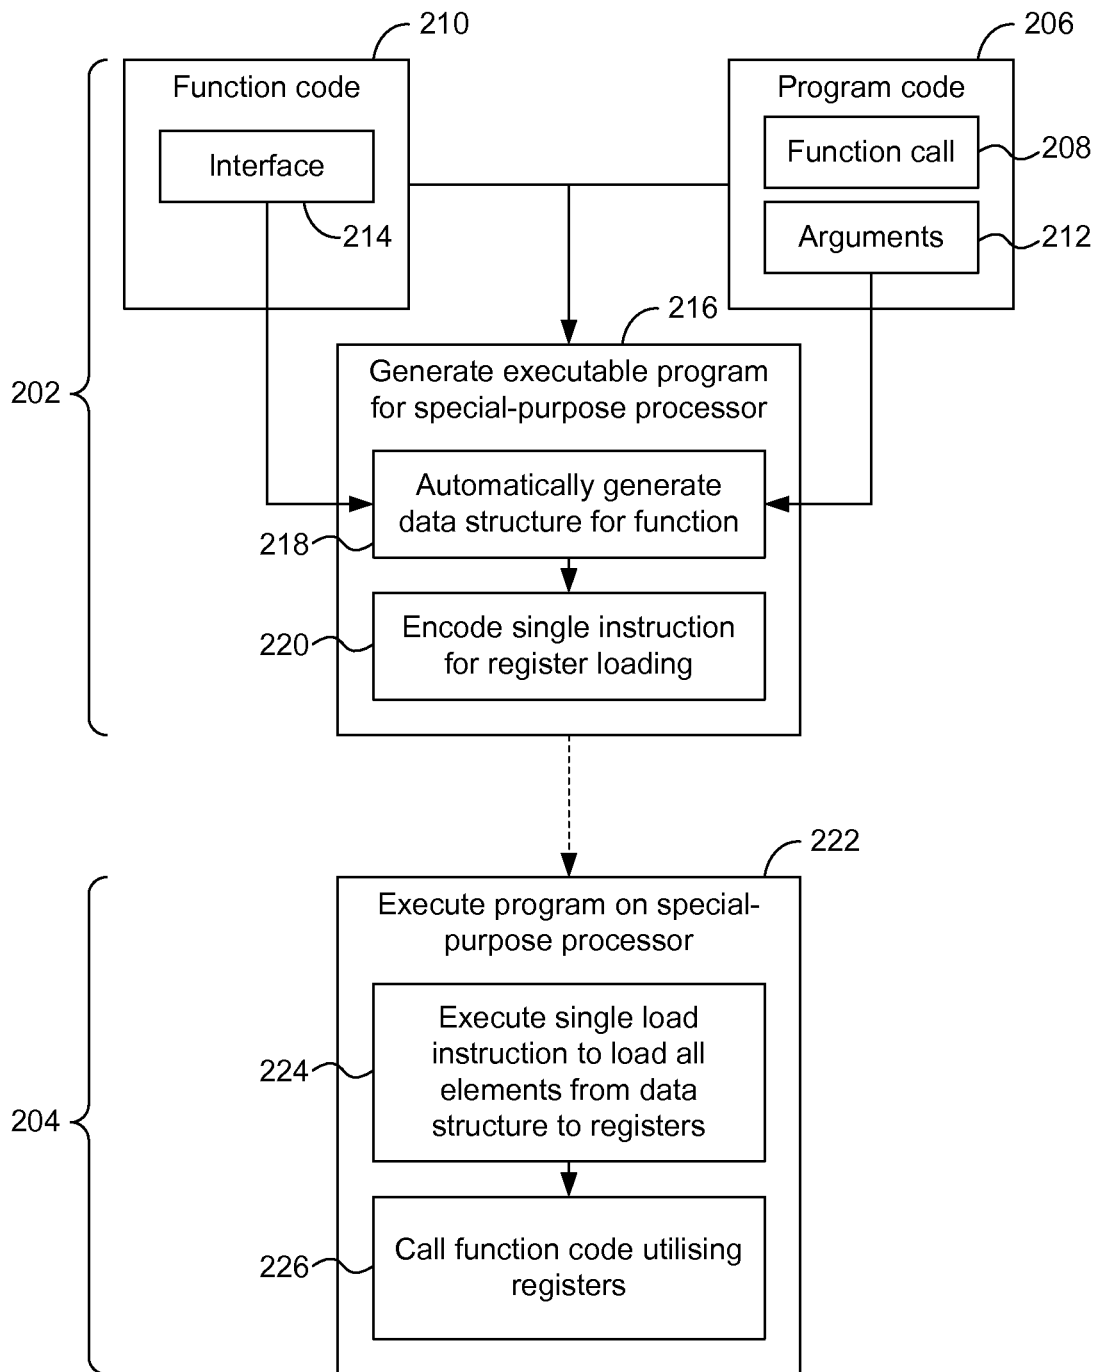 210
206
Function code
Program code
Interface
Function call
208
214
Arguments
212
216
202
Generate executable program
for special-purpose processor
Automatically generate
data structure for function
218
Encode single instruction
for register loading
220
222
Execute program on special-
purpose processor
Execute single load
instruction to load all
elements from data
structure to registers
224
204
Call function code utilising
registers
226